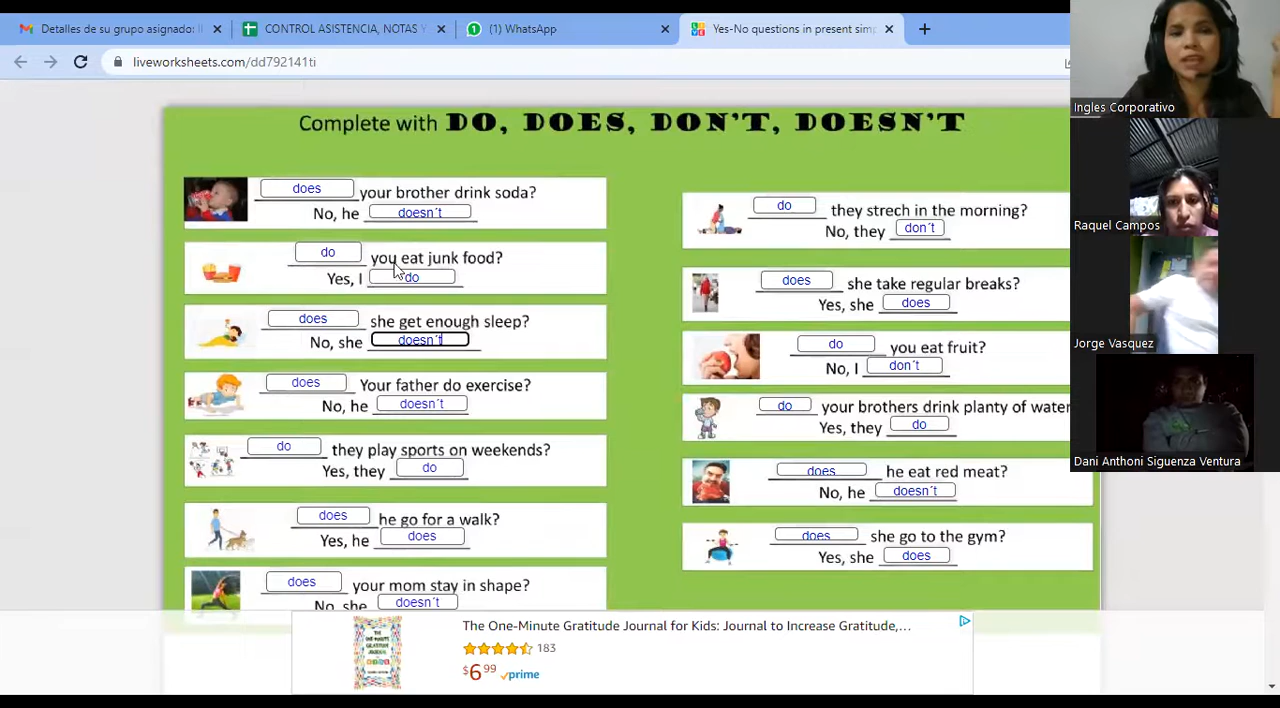 Detalles de su grupo asignado: I
CONTROL ASISTENCIA, NOTAS Y
(1) WhatsApp
Yes-No questions in present simp
liveworksheets.com/dd792141ti
Complete with DO, DOES, DON'T, DOESN'T
does your brother drink soda?
No, he doesn´t
do you eat junk food?
Yes, I do
does she get enough sleep?
No, she doesn´t
does Your father do exercise?
No, he doesn´t
do they play sports on weekends?
Yes, they do
does he go for a walk?
Yes, he does
does your mom stay in shape?
No, she doesn´t
do they strech in the morning?
No, they don´t
does she take regular breaks?
Yes, she does
do you eat fruit?
No, I don´t
do your brothers drink planty of water
Yes, they do
does he eat red meat?
No, he doesn´t
does she go to the gym?
Yes, she does
The One-Minute Gratitude Journal for Kids: Journal to Increase Gratitude,...
183
$6 99 prime
Ingles Corporativo
Raquel Campos
Jorge Vasquez
Dani Anthoni Siguenza Ventura